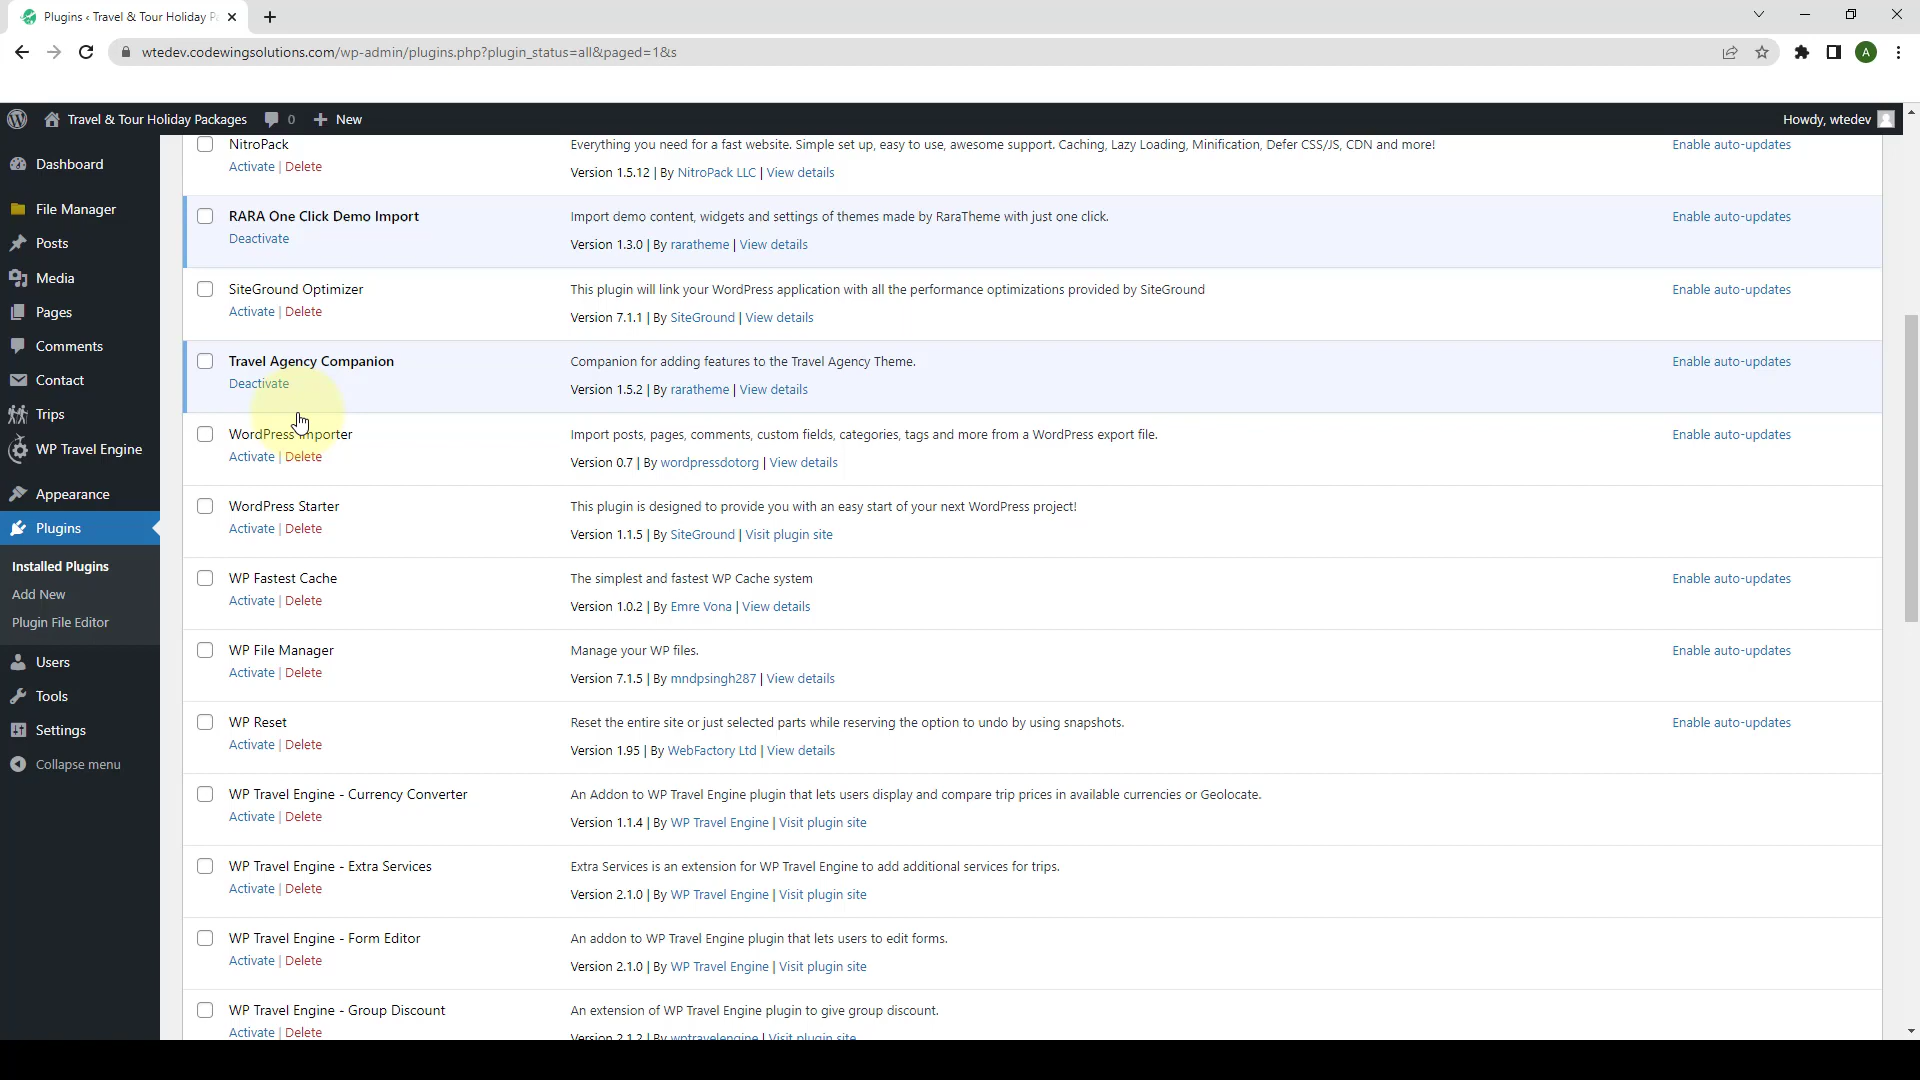 Plugins ‹ Travel & Tour Holiday Pa
wtedev.codewingsolutions.com/wp-admin/plugins.php?plugin_status=all&paged=1&s
A
Travel & Tour Holiday Packages 0 New
Howdy, wtedev
Dashboard
File Manager
Posts
Media
Pages
Comments
Contact
Trips
WP Travel Engine
Appearance
Plugins
Installed Plugins
Add New
Plugin File Editor
Users
Tools
Settings
Collapse menu
NitroPack
Activate | Delete
Everything you need for a fast website. Simple set up, easy to use, awesome support. Caching, Lazy Loading, Minification, Defer CSS/JS, CDN and more!
Version 1.5.12 | By NitroPack LLC | View details
Enable auto-updates
RARA One Click Demo Import
Deactivate
Import demo content, widgets and settings of themes made by RaraTheme with just one click.
Version 1.3.0 | By raratheme | View details
Enable auto-updates
SiteGround Optimizer
Activate | Delete
This plugin will link your WordPress application with all the performance optimizations provided by SiteGround
Version 7.1.1 | By SiteGround | View details
Enable auto-updates
Travel Agency Companion
Deactivate
Companion for adding features to the Travel Agency Theme.
Version 1.5.2 | By raratheme | View details
Enable auto-updates
WordPress Importer
Activate | Delete
Import posts, pages, comments, custom fields, categories, tags and more from a WordPress export file.
Version 0.7 | By wordpressdotorg | View details
Enable auto-updates
WordPress Starter
Activate | Delete
This plugin is designed to provide you with an easy start of your next WordPress project!
Version 1.1.5 | By SiteGround | Visit plugin site
WP Fastest Cache
Activate | Delete
The simplest and fastest WP Cache system
Version 1.0.2 | By Emre Vona | View details
Enable auto-updates
WP File Manager
Activate | Delete
Manage your WP files.
Version 7.1.5 | By mndpsingh287 | View details
Enable auto-updates
WP Reset
Activate | Delete
Reset the entire site or just selected parts while reserving the option to undo by using snapshots.
Version 1.95 | By WebFactory Ltd | View details
Enable auto-updates
WP Travel Engine - Currency Converter
Activate | Delete
An Addon to WP Travel Engine plugin that lets users display and compare trip prices in available currencies or Geolocate.
Version 1.1.4 | By WP Travel Engine | Visit plugin site
WP Travel Engine - Extra Services
Activate | Delete
Extra Services is an extension for WP Travel Engine to add additional services for trips.
Version 2.1.0 | By WP Travel Engine | Visit plugin site
WP Travel Engine - Form Editor
Activate | Delete
An addon to WP Travel Engine plugin that lets users to edit forms.
Version 2.1.0 | By WP Travel Engine | Visit plugin site
WP Travel Engine - Group Discount
Activate | Delete
An extension of WP Travel Engine plugin to give group discount.
Version 2.1.2 | By wptravelengine | Visit plugin site